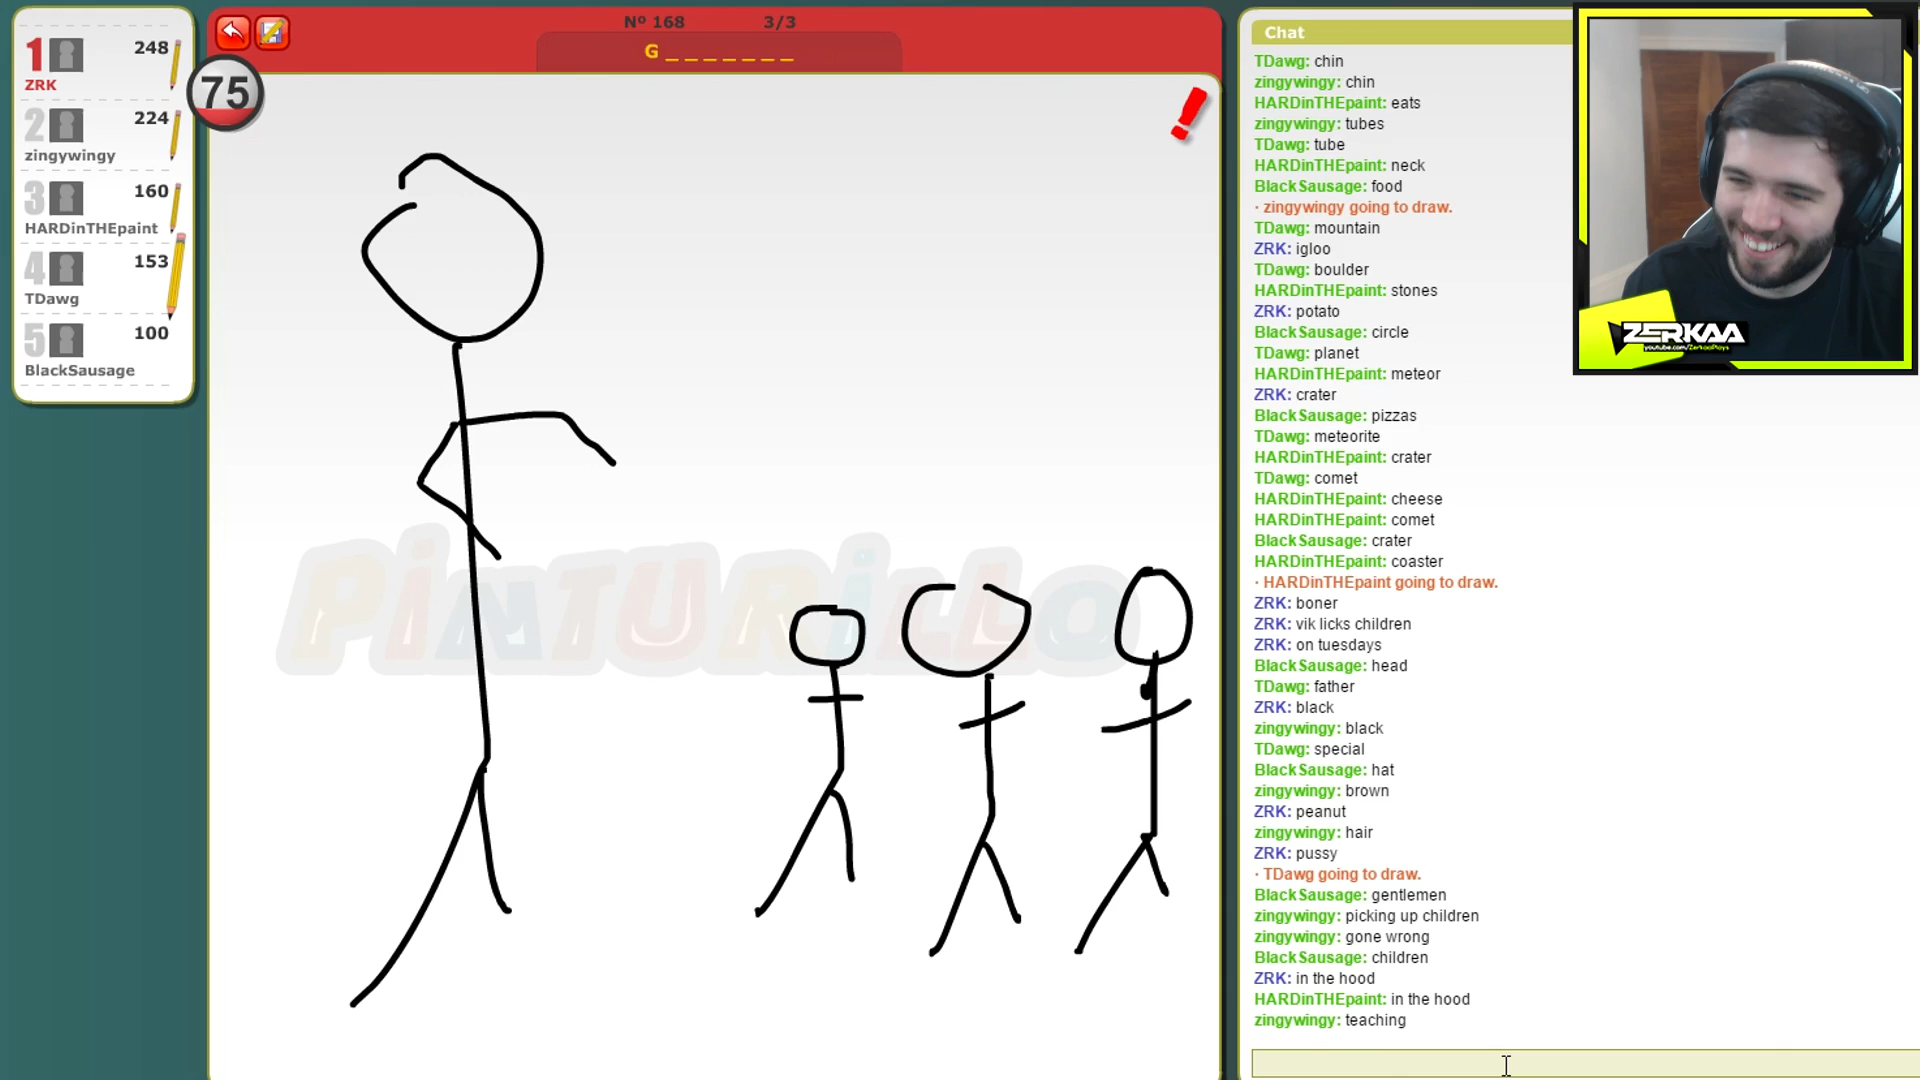 1 248
ZRK
2 224
zingywingy
3 160
HARDinTHEpaint
4 153
TDawg
5 100
BlackSausage
75
Nº 168 3/3
G _ _ _ _ _ _ _
!
PiNTURiLLO
Chat
TDawg: chin
zingywingy: chin
HARDinTHEpaint: eats
zingywingy: tubes
TDawg: tube
HARDinTHEpaint: neck
BlackSausage: food
· zingywingy going to draw.
TDawg: mountain
ZRK: igloo
TDawg: boulder
HARDinTHEpaint: stones
ZRK: potato
BlackSausage: circle
TDawg: planet
HARDinTHEpaint: meteor
ZRK: crater
BlackSausage: pizzas
TDawg: meteorite
HARDinTHEpaint: crater
TDawg: comet
HARDinTHEpaint: cheese
HARDinTHEpaint: comet
BlackSausage: crater
HARDinTHEpaint: coaster
· HARDinTHEpaint going to draw.
ZRK: boner
ZRK: vik licks children
ZRK: on tuesdays
BlackSausage: head
TDawg: father
ZRK: black
zingywingy: black
TDawg: special
BlackSausage: hat
zingywingy: brown
ZRK: peanut
zingywingy: hair
ZRK: pussy
· TDawg going to draw.
BlackSausage: gentlemen
zingywingy: picking up children
zingywingy: gone wrong
BlackSausage: children
ZRK: in the hood
HARDinTHEpaint: in the hood
zingywingy: teaching
ZERKAA
youtube.com/ZerkaaPlays